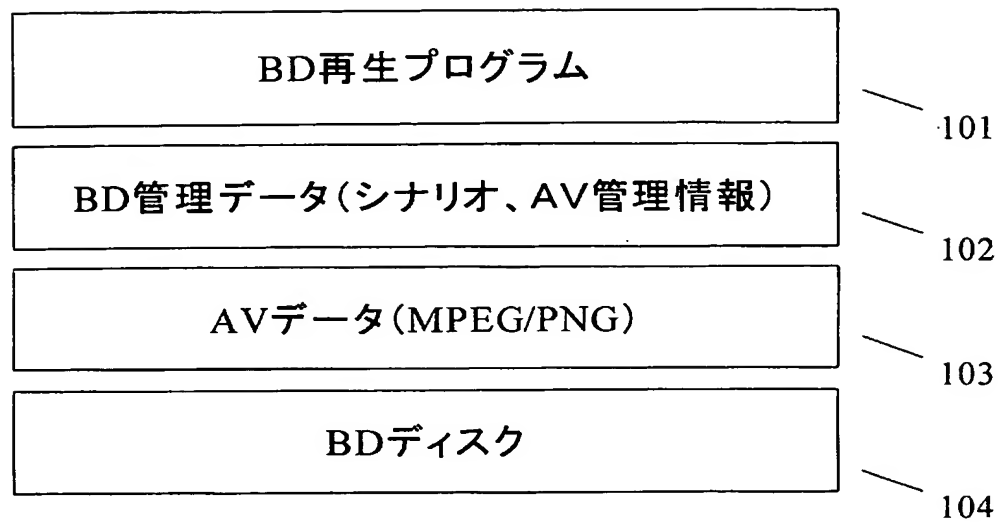 BD再生プログラム
101
BD管理データ(シナリオ、AV管理情報)
102
AVデータ(MPEG/PNG)
103
BDディスク
104